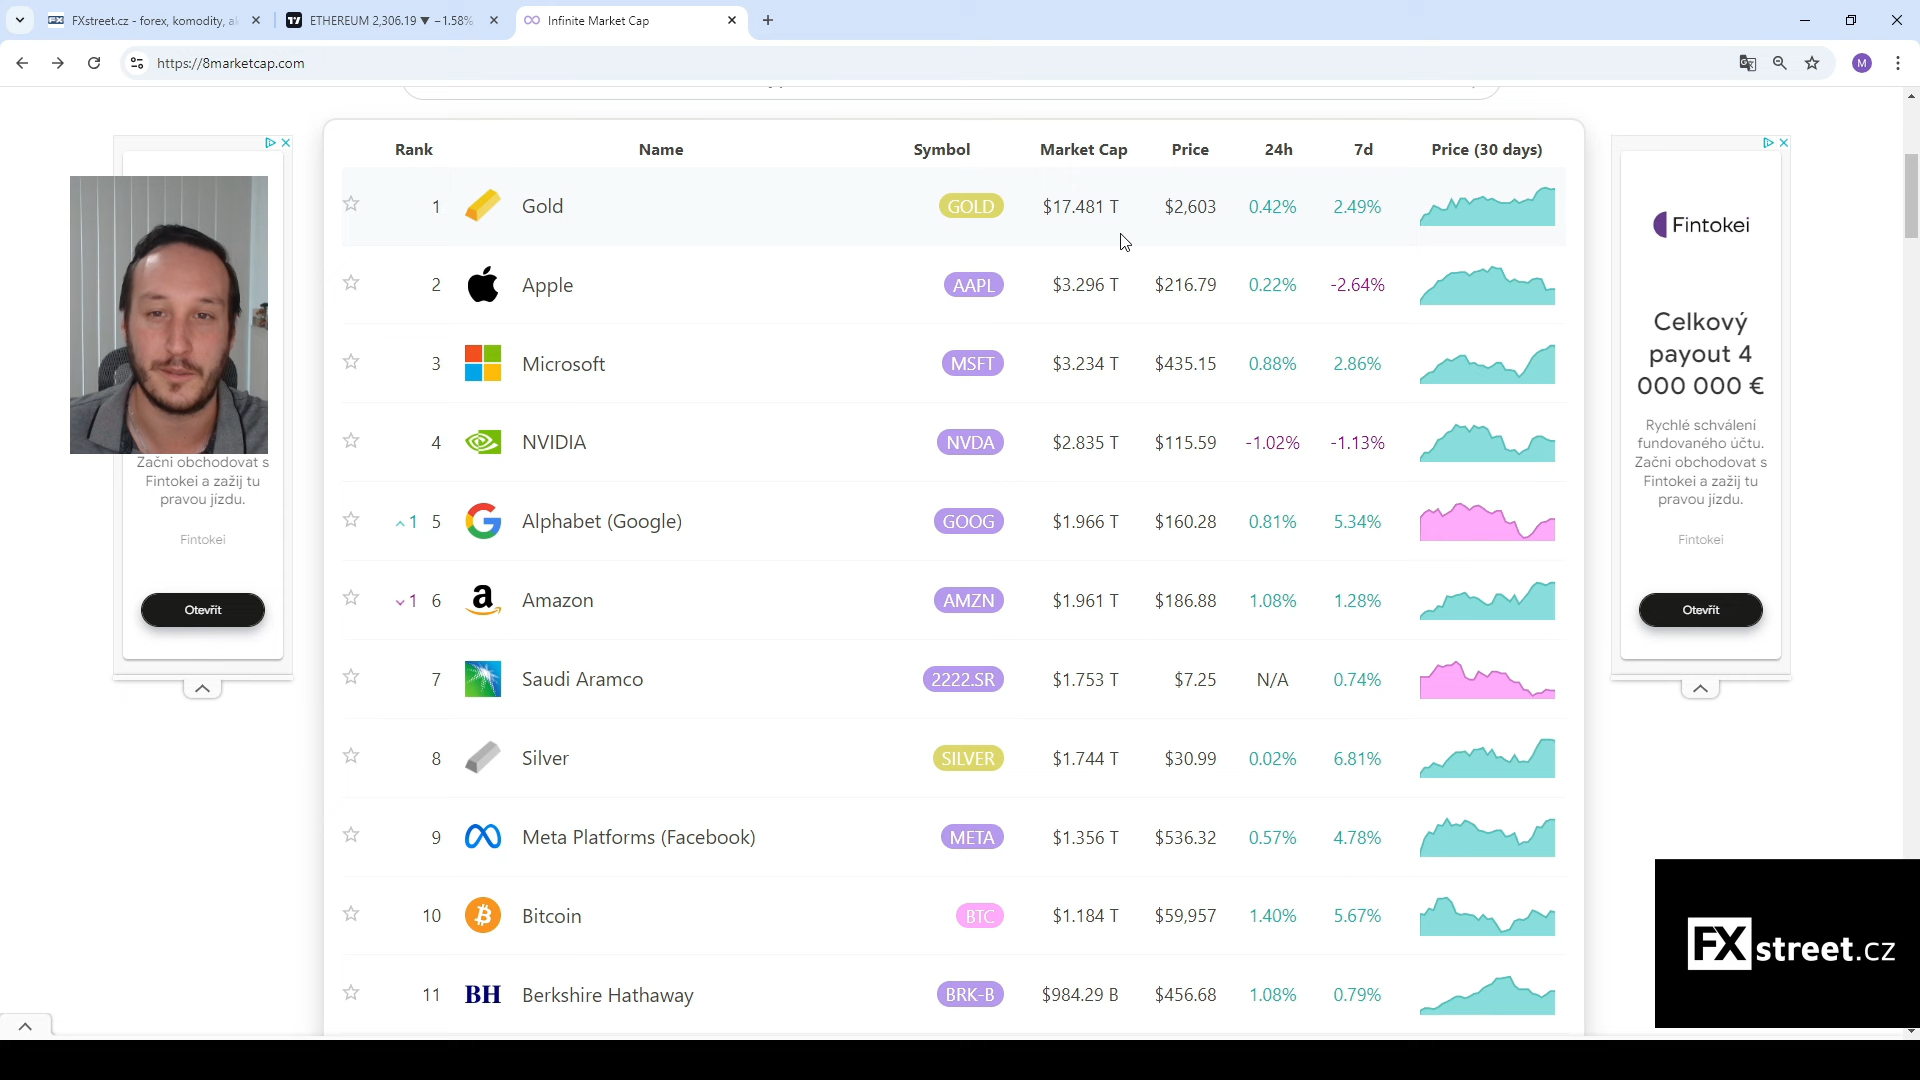 FXstreet.cz - forex, komodity, ak
ETHEREUM 2,306.19 ▼ −1.58%
Infinite Market Cap
https://8marketcap.com
M
Rank Name Symbol Market Cap Price 24h 7d Price (30 days)
1 Gold GOLD $17.481 T $2,603 0.42% 2.49%
2 Apple AAPL $3.296 T $216.79 0.22% -2.64%
3 Microsoft MSFT $3.234 T $435.15 0.88% 2.86%
4 NVIDIA NVDA $2.835 T $115.59 -1.02% -1.13%
1 5 Alphabet (Google) GOOG $1.966 T $160.28 0.81% 5.34%
1 6 Amazon AMZN $1.961 T $186.88 1.08% 1.28%
7 Saudi Aramco 2222.SR $1.753 T $7.25 N/A 0.74%
8 Silver SILVER $1.744 T $30.99 0.02% 6.81%
9 Meta Platforms (Facebook) META $1.356 T $536.32 0.57% 4.78%
10 Bitcoin BTC $1.184 T $59,957 1.40% 5.67%
11 BH Berkshire Hathaway BRK-B $984.29 B $456.68 1.08% 0.79%
Začni obchodovat s
Fintokei a zažij tu
pravou jízdu.
Fintokei
Otevřít
Fintokei
Celkový
payout 4
000 000 €
Rychlé schválení
fundovaného účtu.
Začni obchodovat s
Fintokei a zažij tu
pravou jízdu.
Fintokei
Otevřít
FXstreet.cz